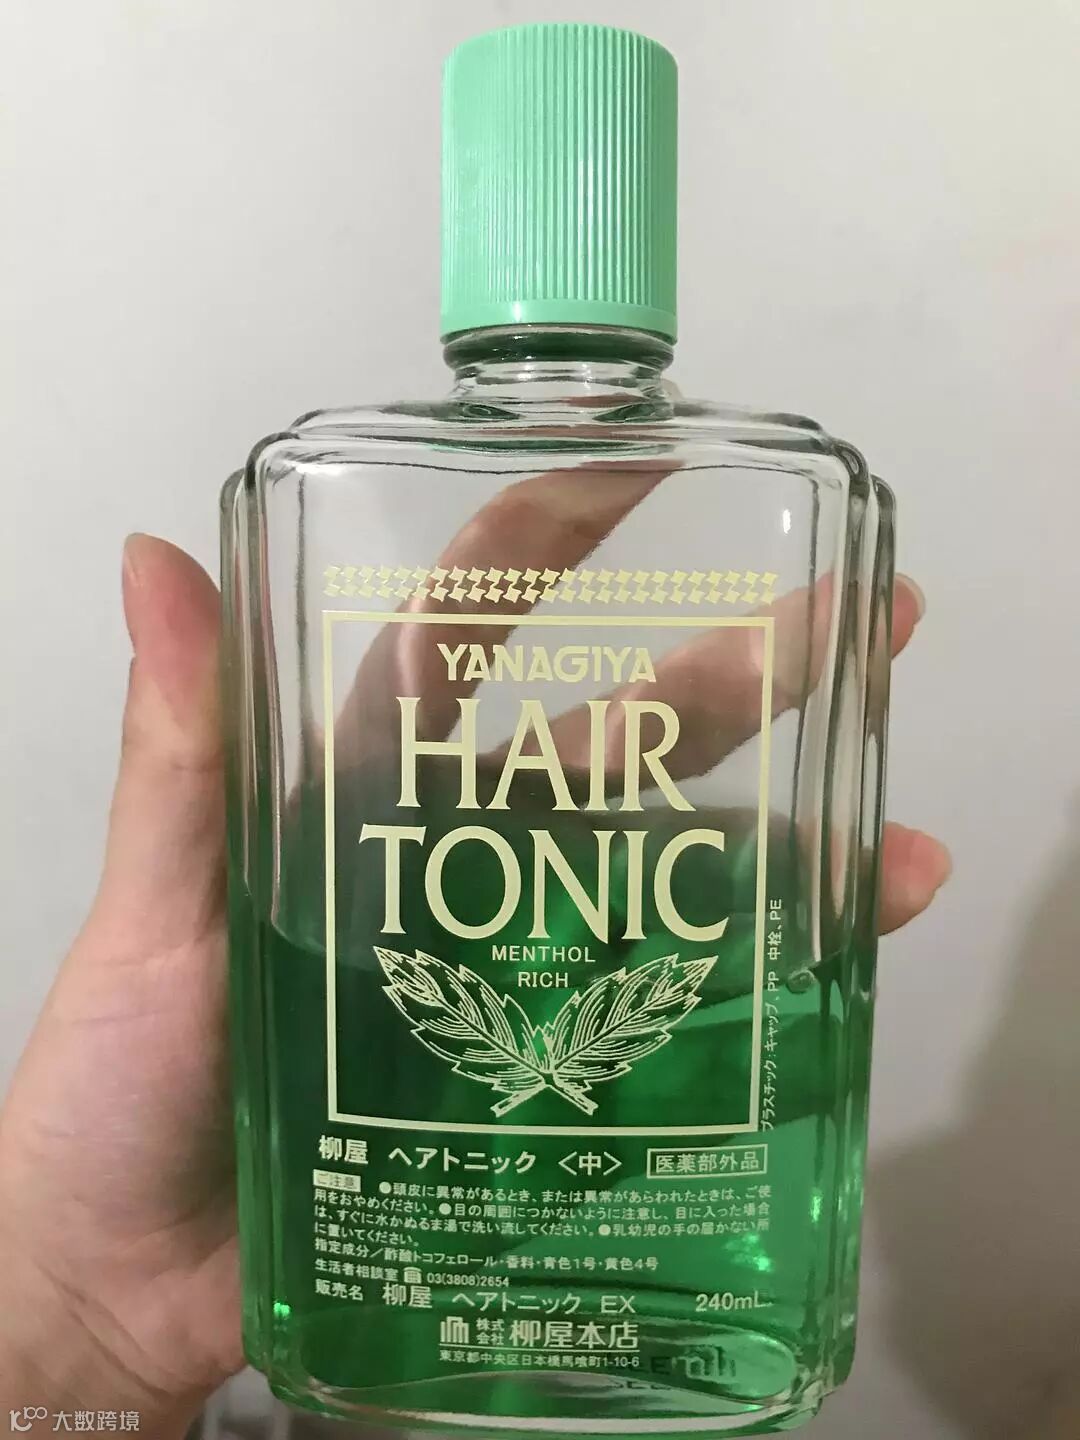 YANAGIYA
HAIR
TONIC
MENTHOL
RICH
プラスチック:キャップ、PP 中栓、PE
柳屋 ヘアトニック〈中〉 医薬部外品
ご注意 ●頭皮に異常があるとき、または異常があらわれたときは、ご使
用をおやめください。●目の周囲につかないように注意し、目に入った場合
は、すぐに水かぬるま湯で洗い流してください。●乳幼児の手の届かない所
に置いてください。
指定成分/酢酸トコフェロール・香料・青色1号・黄色4号
生活者相談室 ☎ 03(3808)2654
販売名 柳屋 ヘアトニック EX 240mL
株式会社 柳屋本店
東京都中央区日本橋馬喰町1-10-6
大数跨境